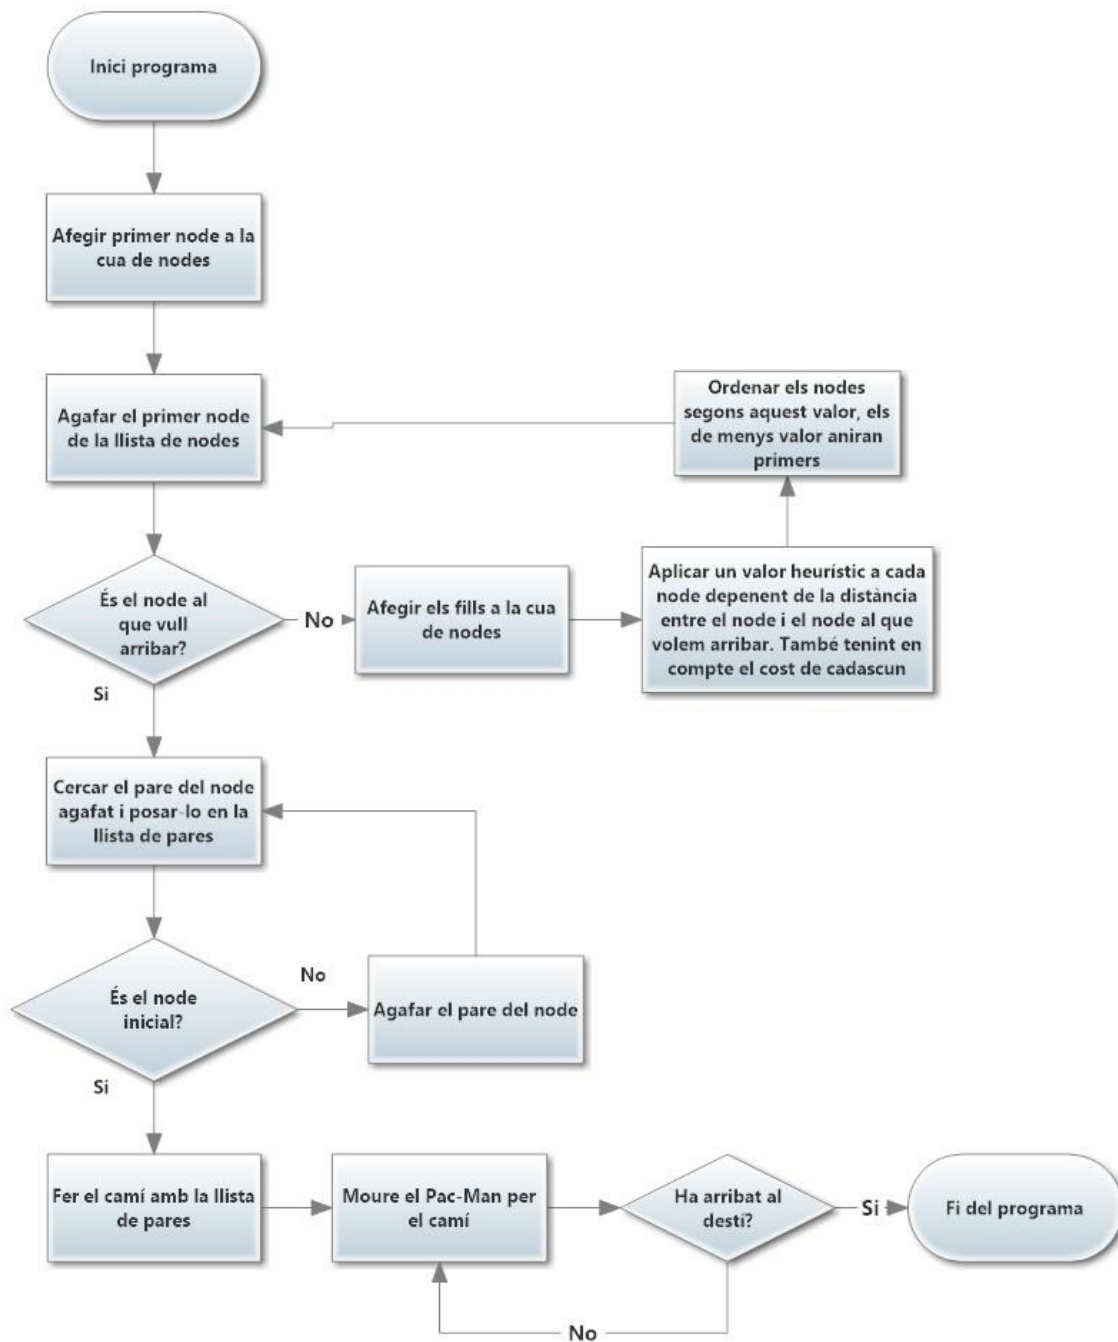 Inici programa
Afegir primer node a la
cua de nodes
Agafar el primer node
de la llista de nodes
Ordenar els nodes
segons aquest valor, els
de menys valor aniran
primers
És el node al
que vull
arribar?
No
Afegir els fills a la cua
de nodes
Aplicar un valor heurístic a cada
node depenent de la distància
entre el node i el node al que
volem arribar. També tenint en
compte el cost de cadascun
Si
Cercar el pare del node
agafat i posar-lo en la
llista de pares
És el node
inicial?
No
Agafar el pare del node
Si
Fer el camí amb la llista
de pares
Moure el Pac-Man per
el camí
Ha arribat al
destí?
Si
Fi del programa
No